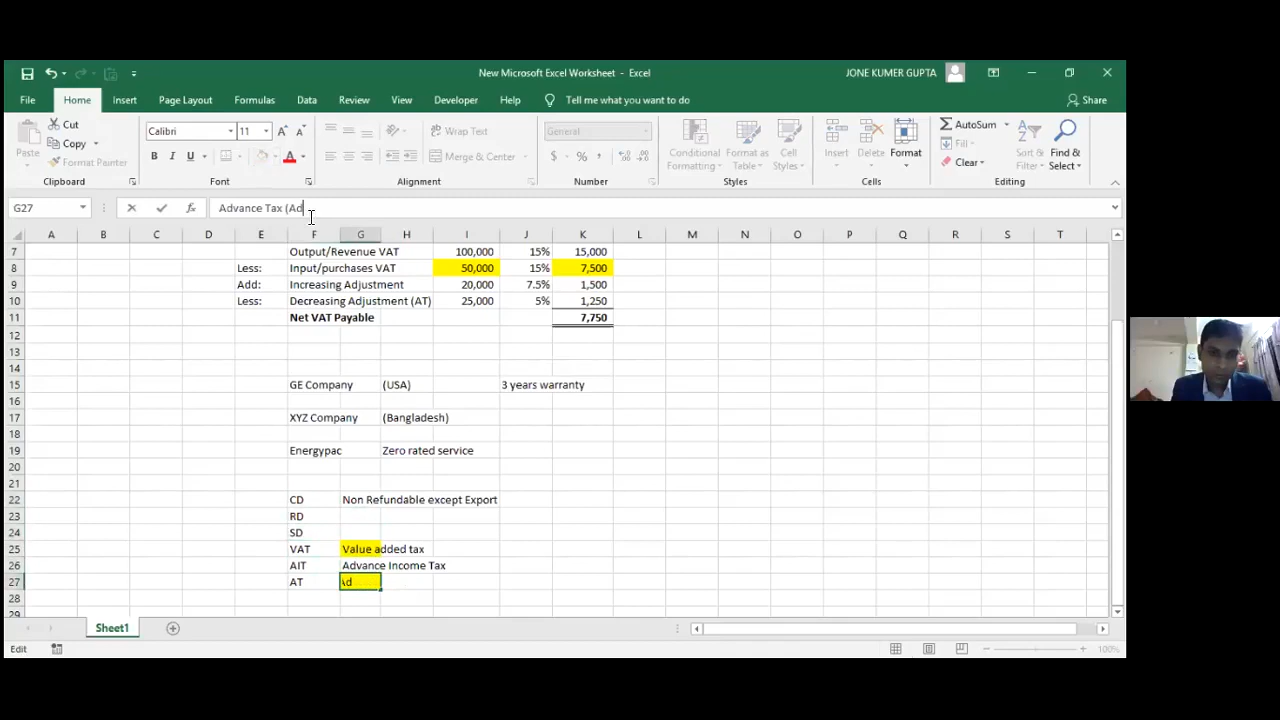 New Microsoft Excel Worksheet - Excel
JONE KUMER GUPTA
File Home Insert Page Layout Formulas Data Review View Developer Help Tell me what you want to do Share
Paste Cut Copy Format Painter Clipboard
Calibri 11 A A B I U A Font
Wrap Text Merge & Center Alignment
General $ % , Number
Conditional Formatting Format as Table Cell Styles Styles
Insert Delete Format Cells
AutoSum Fill Clear Sort & Filter Find & Select Editing
G27 fx Advance Tax (Ad
A B C D E F G H I J K L M N O P Q R S T U
7 Output/Revenue VAT 100,000 15% 15,000
8 Less: Input/purchases VAT 50,000 15% 7,500
9 Add: Increasing Adjustment 20,000 7.5% 1,500
10 Less: Decreasing Adjustment (AT) 25,000 5% 1,250
11 Net VAT Payable 7,750
12
13
14
15 GE Company (USA) 3 years warranty
16
17 XYZ Company (Bangladesh)
18
19 Energypac Zero rated service
20
21
22 CD Non Refundable except Export
23 RD
24 SD
25 VAT Value added tax
26 AIT Advance Income Tax
27 AT Ad
28
29
Sheet1
Edit 100%